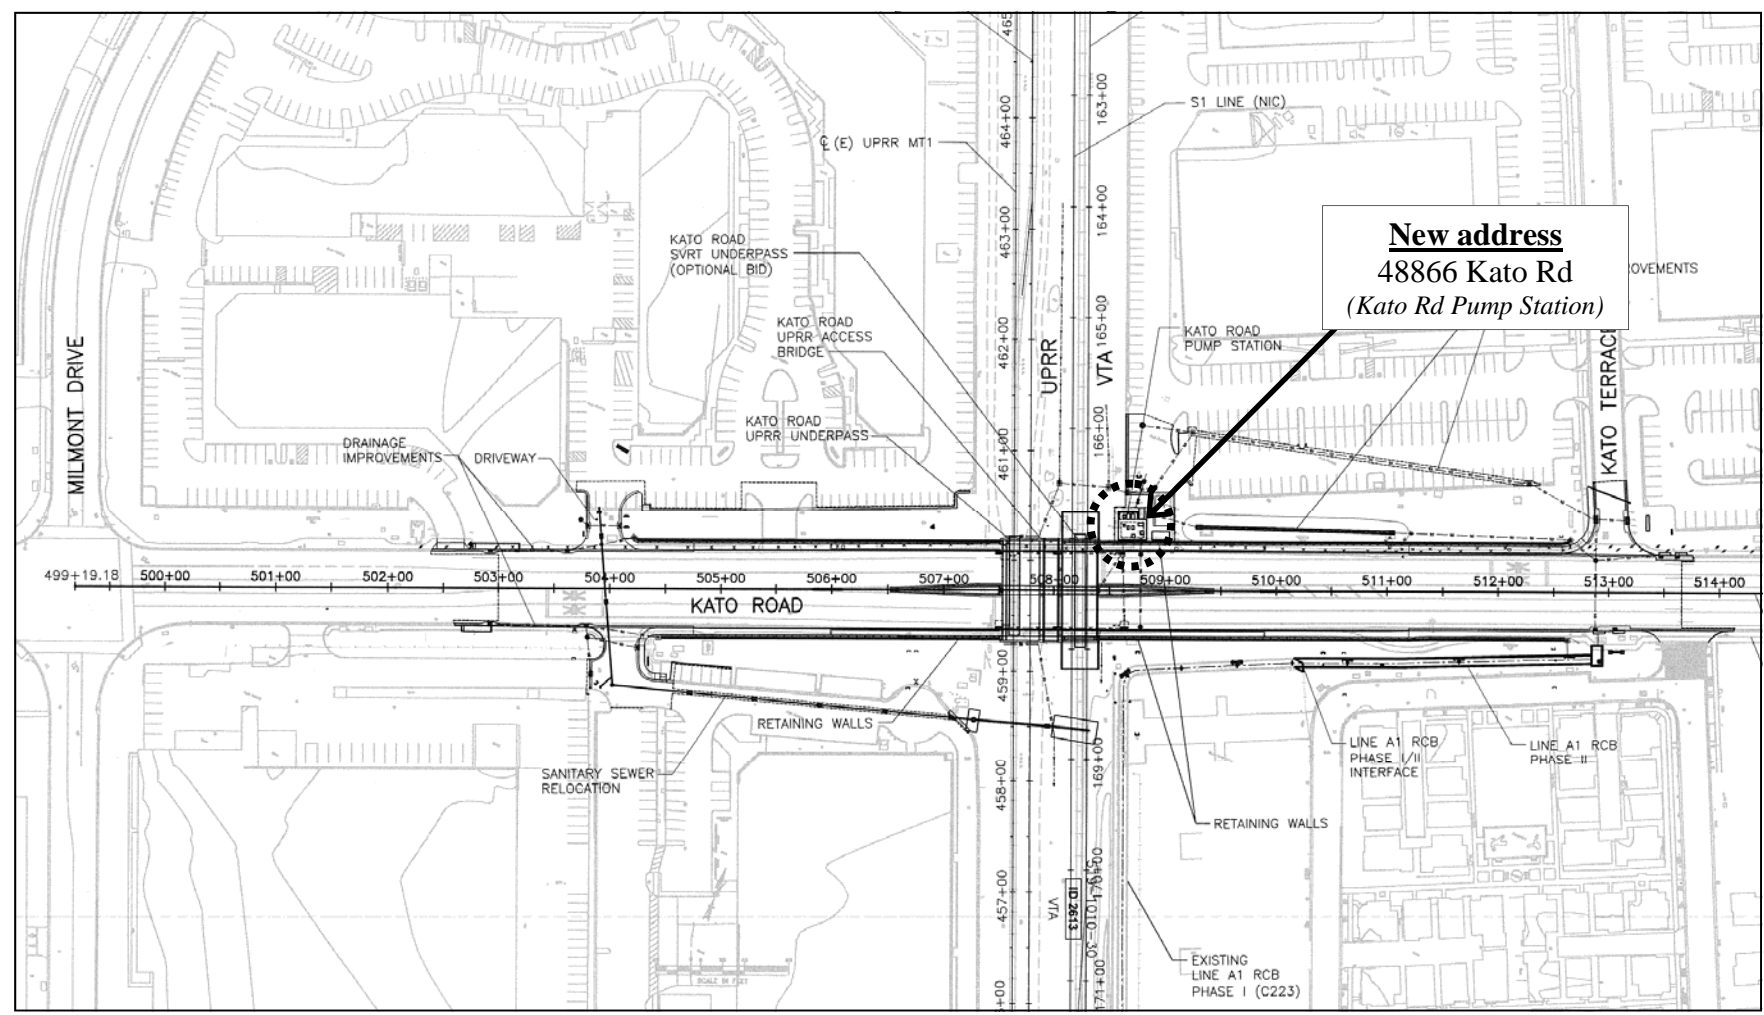 S1 LINE (NIC)
℄ (E) UPRR MT1
465
464+00
463+00
462+00
461+00
163+00
164+00
165+00
166+00
New address
48866 Kato Rd
(Kato Rd Pump Station)
OVEMENTS
KATO ROAD
SVRT UNDERPASS
(OPTIONAL BID)
KATO ROAD
UPRR ACCESS
BRIDGE
KATO ROAD
UPRR UNDERPASS
KATO ROAD
PUMP STATION
UPRR
VTA
MILMONT DRIVE
KATO TERRACE
DRAINAGE
IMPROVEMENTS
DRIVEWAY
499+19.18
500+00
501+00
502+00
503+00
504+00
505+00
506+00
507+00
508+00
509+00
510+00
511+00
512+00
513+00
514+00
KATO ROAD
459+00
458+00
457+00
169+00
171+00
RETAINING WALLS
SANITARY SEWER
RELOCATION
LINE A1 RCB
PHASE I/II
INTERFACE
LINE A1 RCB
PHASE II
RETAINING WALLS
VTA
ID 2613
EXISTING
LINE A1 RCB
PHASE I (C223)
SCALE IN FEET